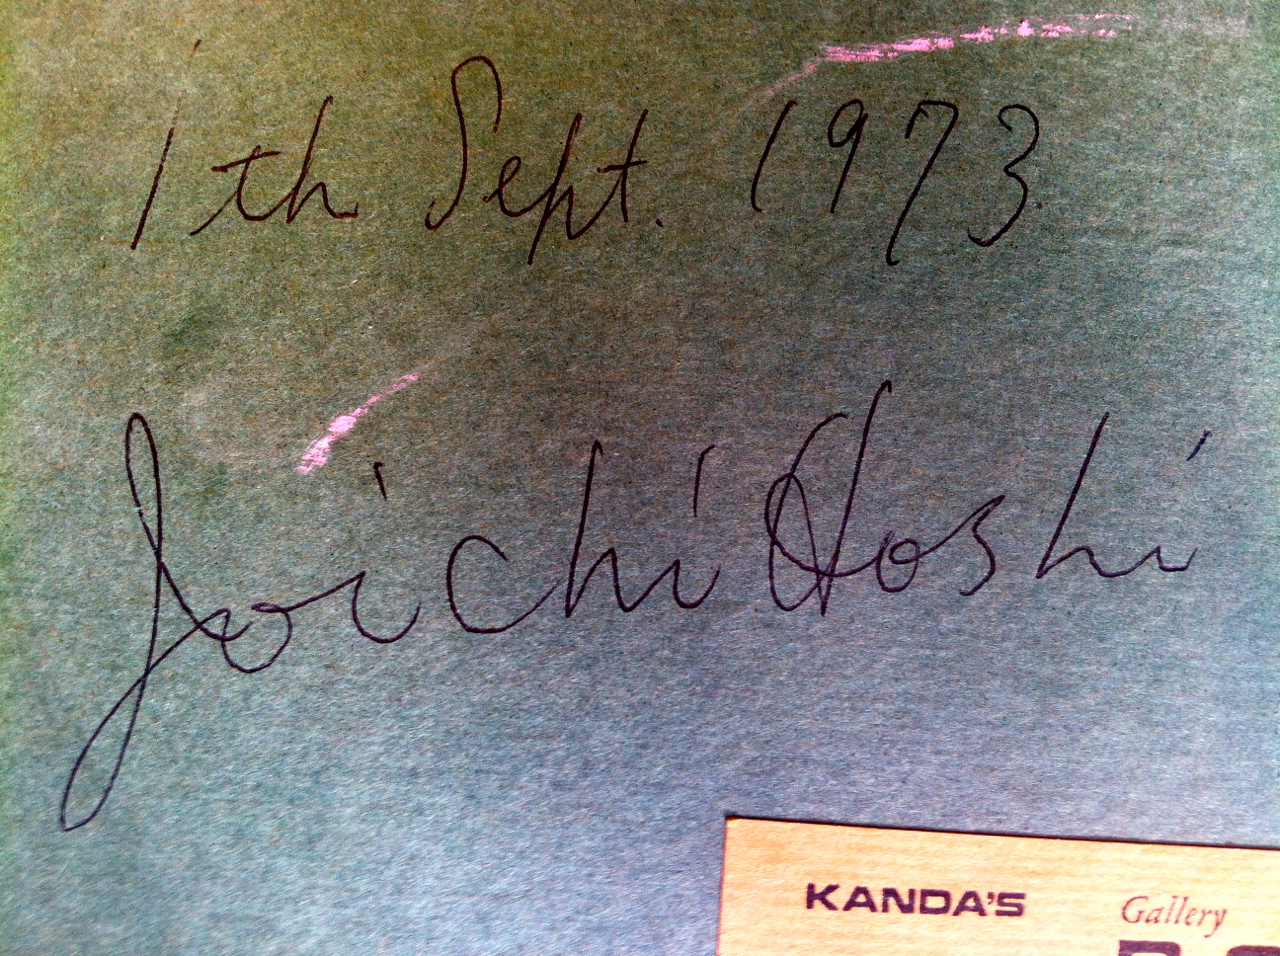 1th Sept. 1973.
Joichi Hoshi
KANDA'S Gallery